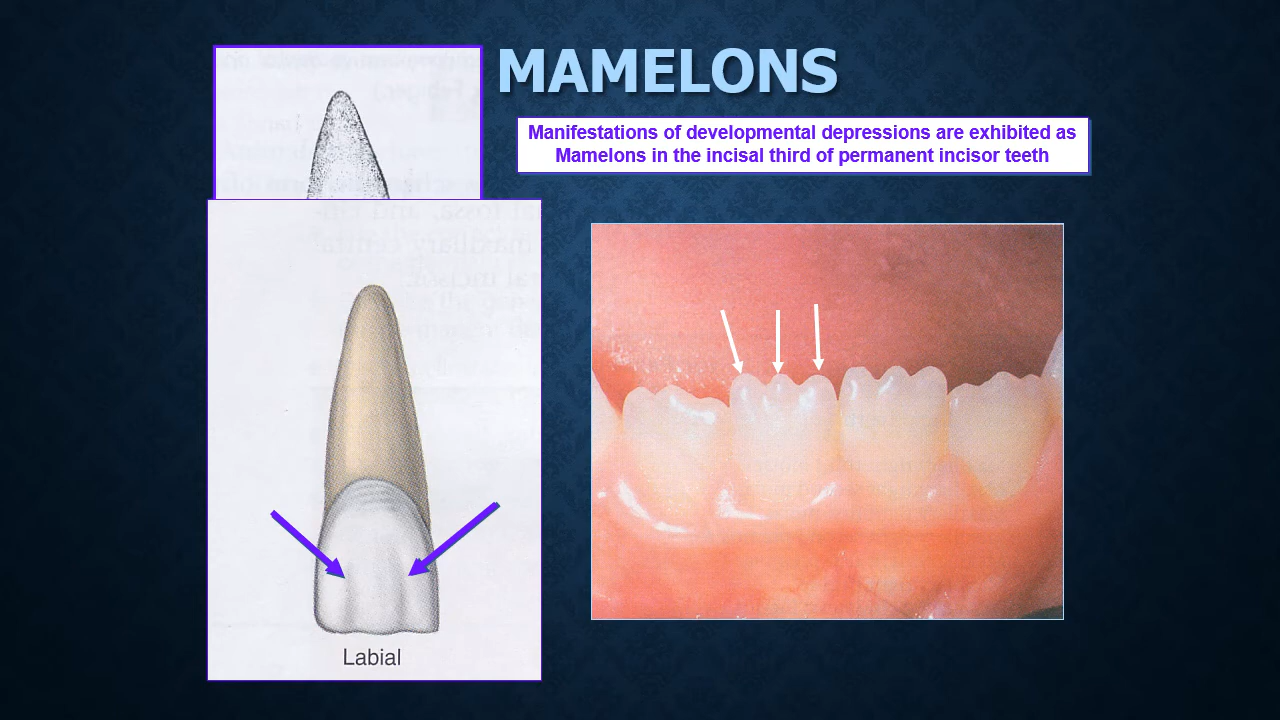 MAMELONS
Manifestations of developmental depressions are exhibited as
Mamelons in the incisal third of permanent incisor teeth
Labial